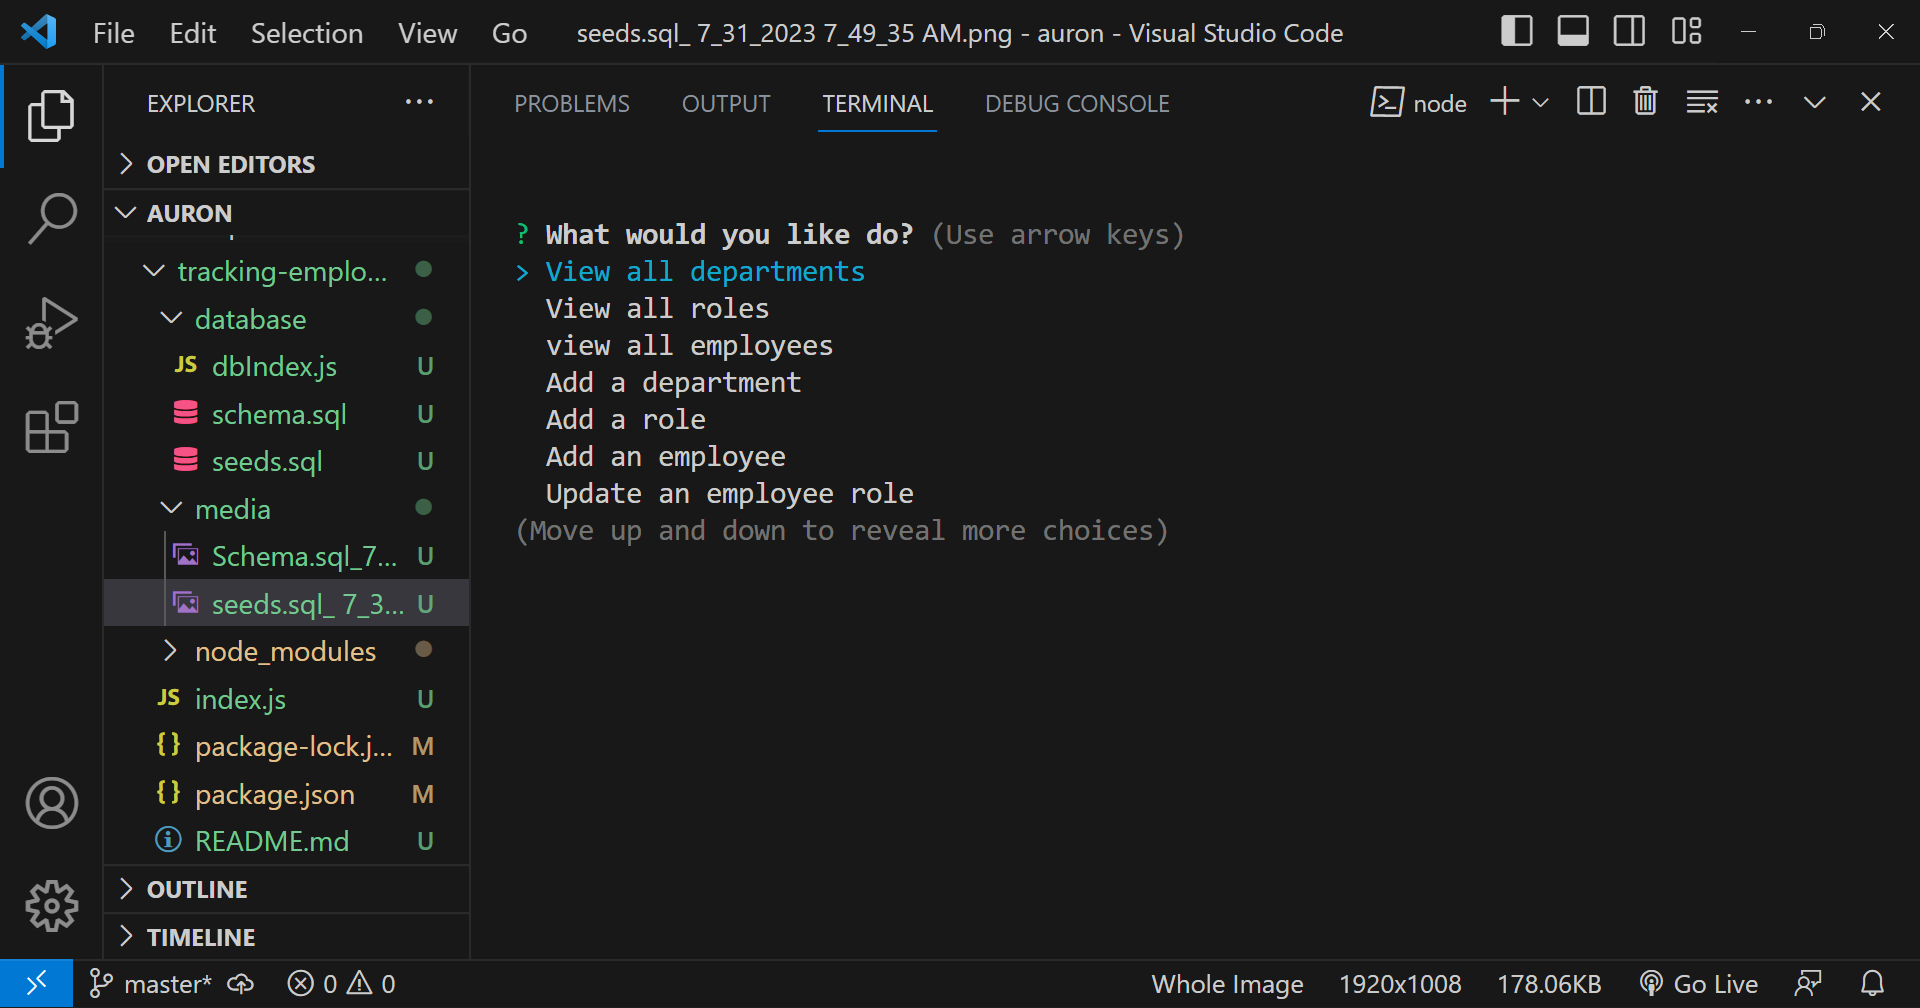 File Edit Selection View Go seeds.sql_ 7_31_2023 7_49_35 AM.png - auron - Visual Studio Code
EXPLORER
OPEN EDITORS
AURON
tracking-emplo...
database
JS dbIndex.js U
schema.sql U
seeds.sql U
media
Schema.sql_7... U
seeds.sql_ 7_3... U
node_modules
JS index.js U
{} package-lock.j... M
{} package.json M
README.md U
OUTLINE
TIMELINE
PROBLEMS OUTPUT TERMINAL DEBUG CONSOLE node
? What would you like do? (Use arrow keys)
> View all departments
View all roles
view all employees
Add a department
Add a role
Add an employee
Update an employee role
(Move up and down to reveal more choices)
master* 0 0 Whole Image 1920x1008 178.06KB Go Live